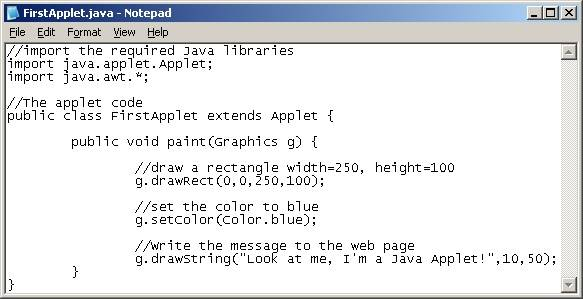 FirstApplet.java - Notepad
File Edit Format View Help
//import the required Java libraries
import java.applet.Applet;
import java.awt.*;

//The applet code
public class FirstApplet extends Applet {

        public void paint(Graphics g) {

                //draw a rectangle width=250, height=100
                g.drawRect(0,0,250,100);

                //set the color to blue
                g.setColor(Color.blue);

                //write the message to the web page
                g.drawString("Look at me, I'm a Java Applet!",10,50);
        }
}